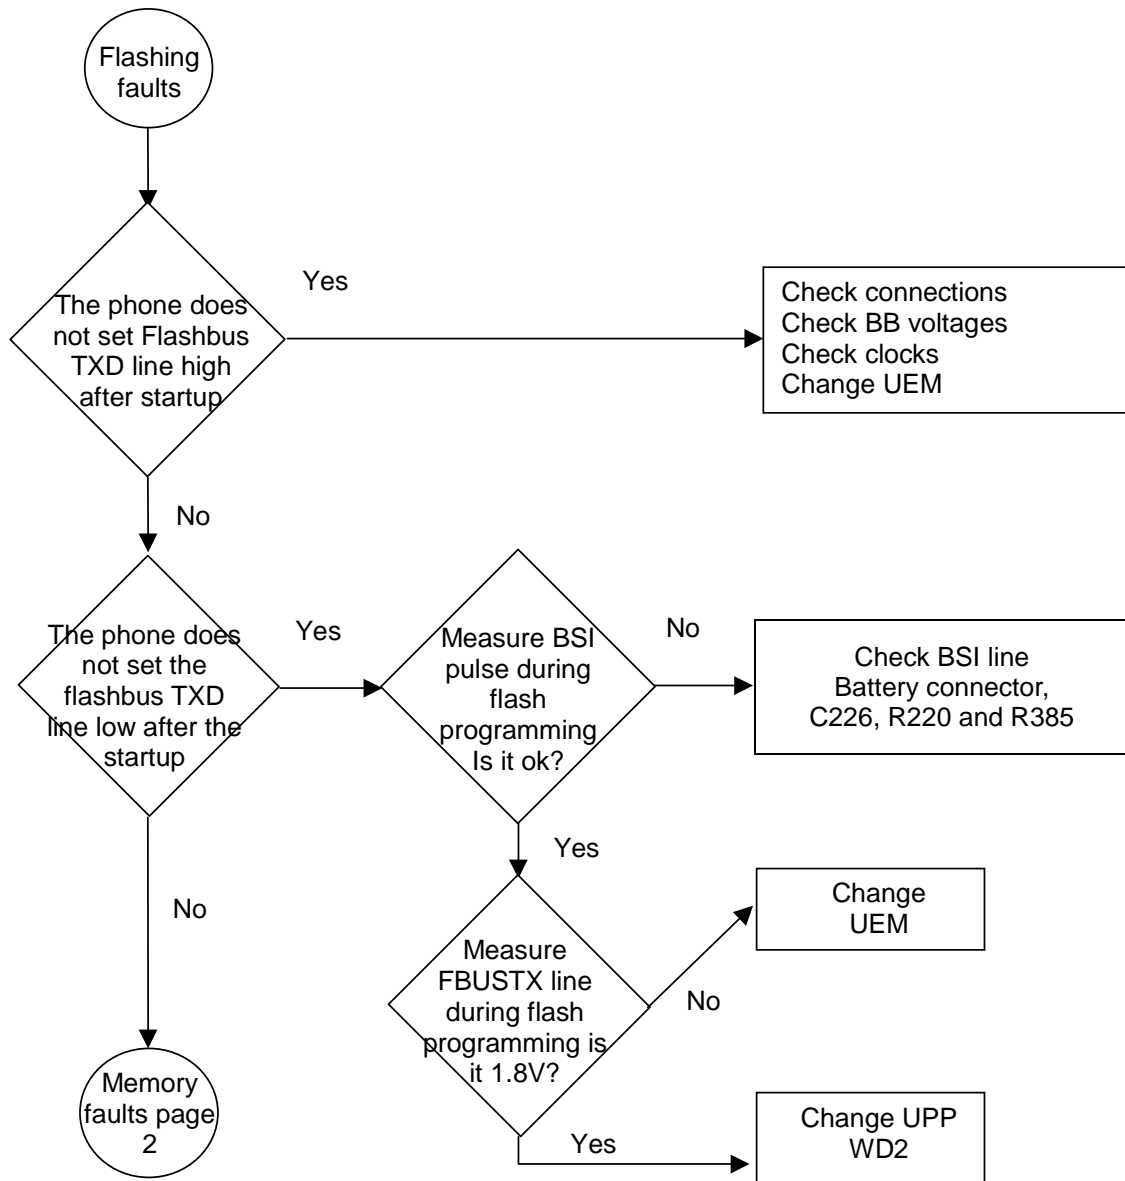 Flashing
faults
The phone does
not set Flashbus
TXD line high
after startup
Yes
Check connections
Check BB voltages
Check clocks
Change UEM
No
The phone does
not set the
flashbus TXD
line low after the
startup
Yes
Measure BSI
pulse during
flash
programming
Is it ok?
No
Check BSI line
Battery connector,
C226, R220 and R385
Yes
No
Measure
FBUSTX line
during flash
programming is
it 1.8V?
No
Change
UEM
Yes
Change UPP
WD2
Memory
faults page
2